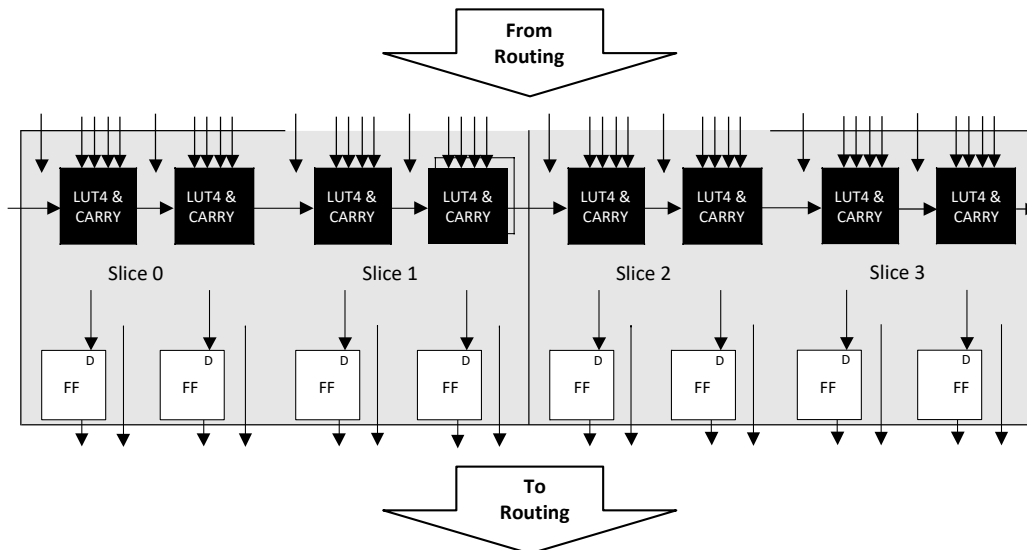 From
Routing
LUT4 &
CARRY
LUT4 &
CARRY
LUT4 &
CARRY
LUT4 &
CARRY
LUT4 &
CARRY
LUT4 &
CARRY
LUT4 &
CARRY
LUT4 &
CARRY
Slice 0
Slice 1
Slice 2
Slice 3
D
FF
D
FF
D
FF
D
FF
D
FF
D
FF
D
FF
D
FF
To
Routing